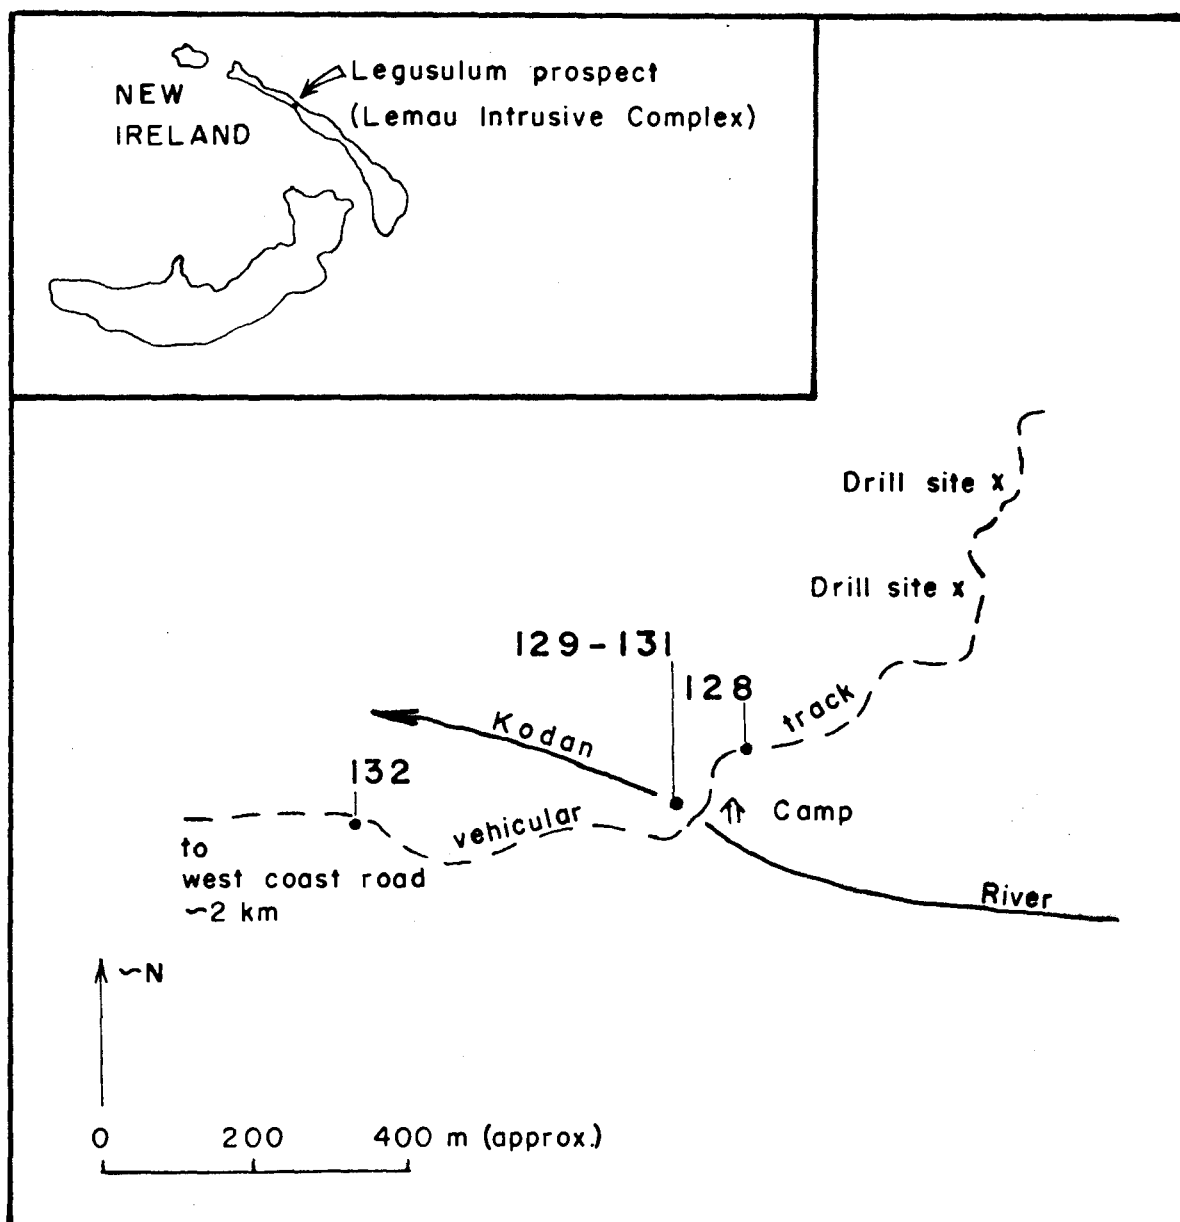 NEW
IRELAND
Legusulum prospect
(Lemau Intrusive Complex)
Drill site x
Drill site x
129-131
128
track
Kodan
132
vehicular
Camp
to
west coast road
~2 km
River
~N
0 200 400 m (approx.)